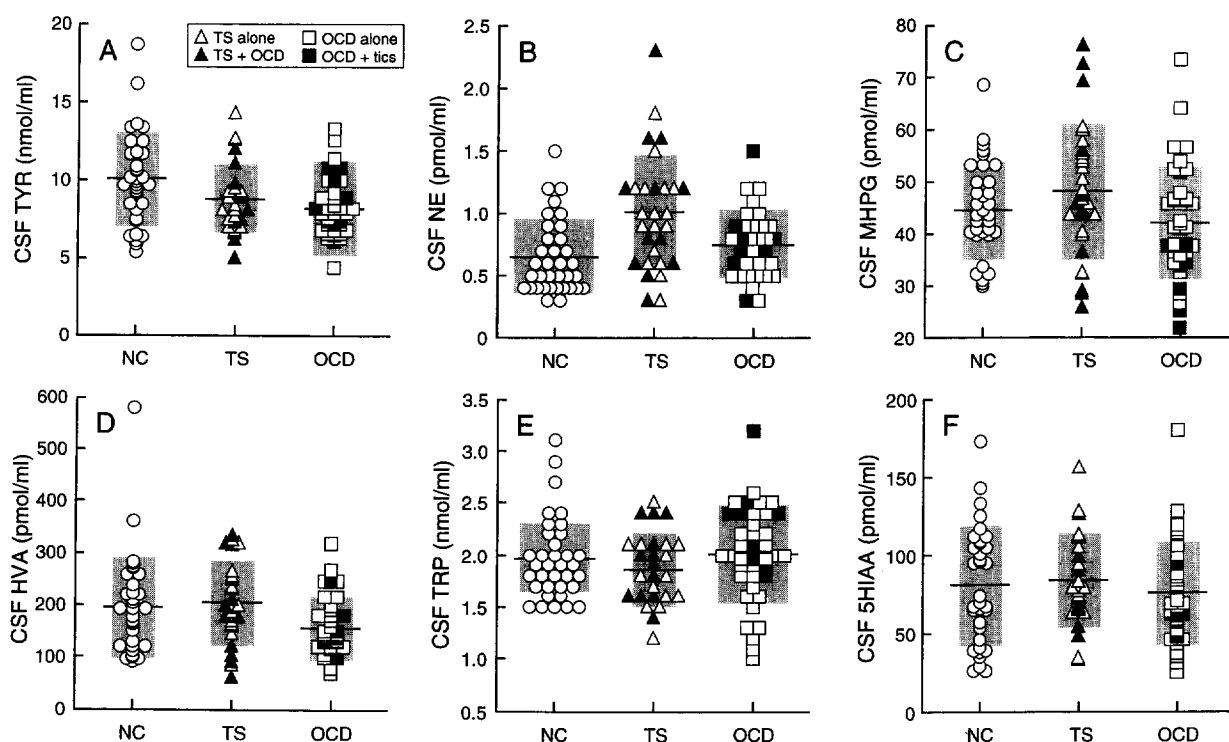 A
CSF TYR (nmol/ml)
20
15
10
5
0
NC TS OCD
TS alone OCD alone
TS + OCD OCD + tics
B
CSF NE (pmol/ml)
2.5
2.0
1.5
1.0
0.5
0
NC TS OCD
C
CSF MHPG (pmol/ml)
80
70
60
50
40
30
20
NC TS OCD
D
CSF HVA (pmol/ml)
600
500
400
300
200
100
0
NC TS OCD
E
CSF TRP (nmol/ml)
3.5
3.0
2.5
2.0
1.5
1.0
0.5
NC TS OCD
F
CSF 5HIAA (pmol/ml)
200
150
100
50
0
NC TS OCD